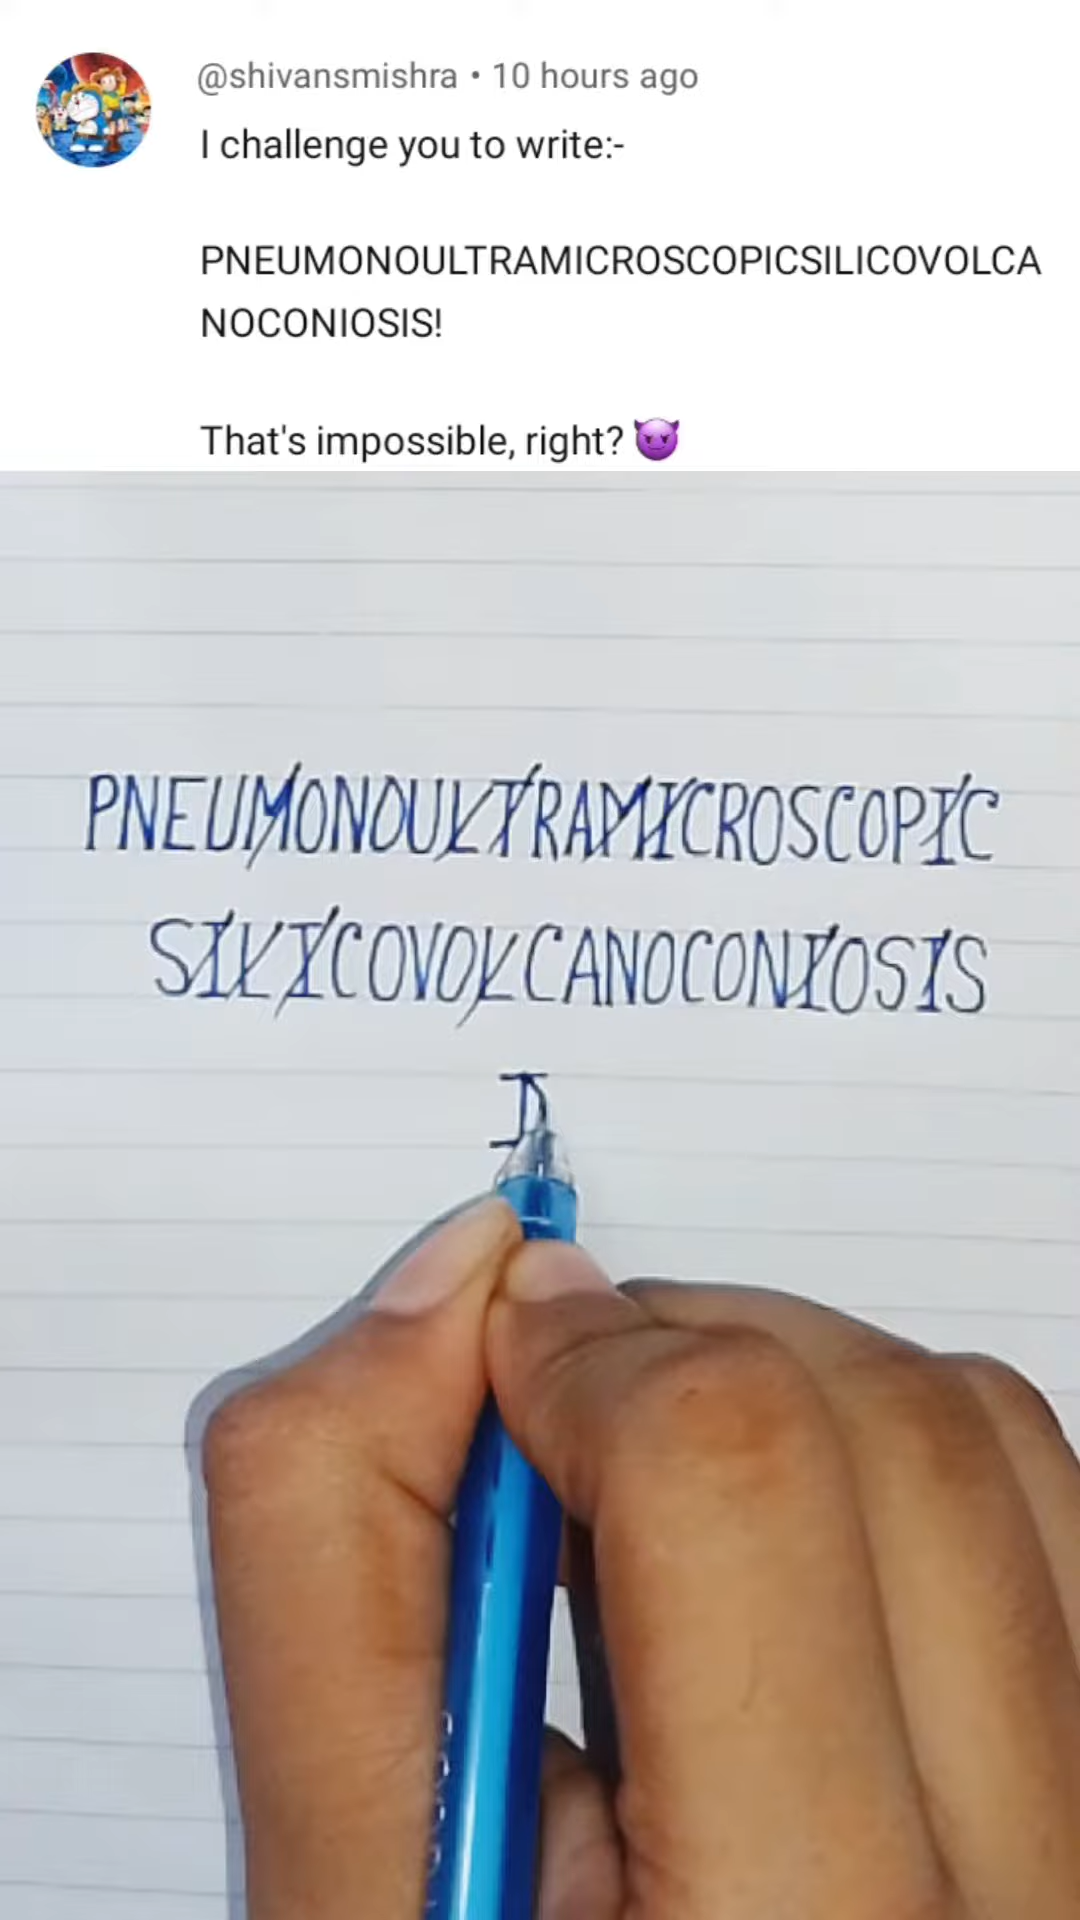 @shivansmishra • 10 hours ago
I challenge you to write:-
PNEUMONOULTRAMICROSCOPICSILICOVOLCA
NOCONIOSIS!
That's impossible, right? 😈
PNEUMONOULTRAMICROSCOPIC
SILICOVOLCANOCONIOSIS